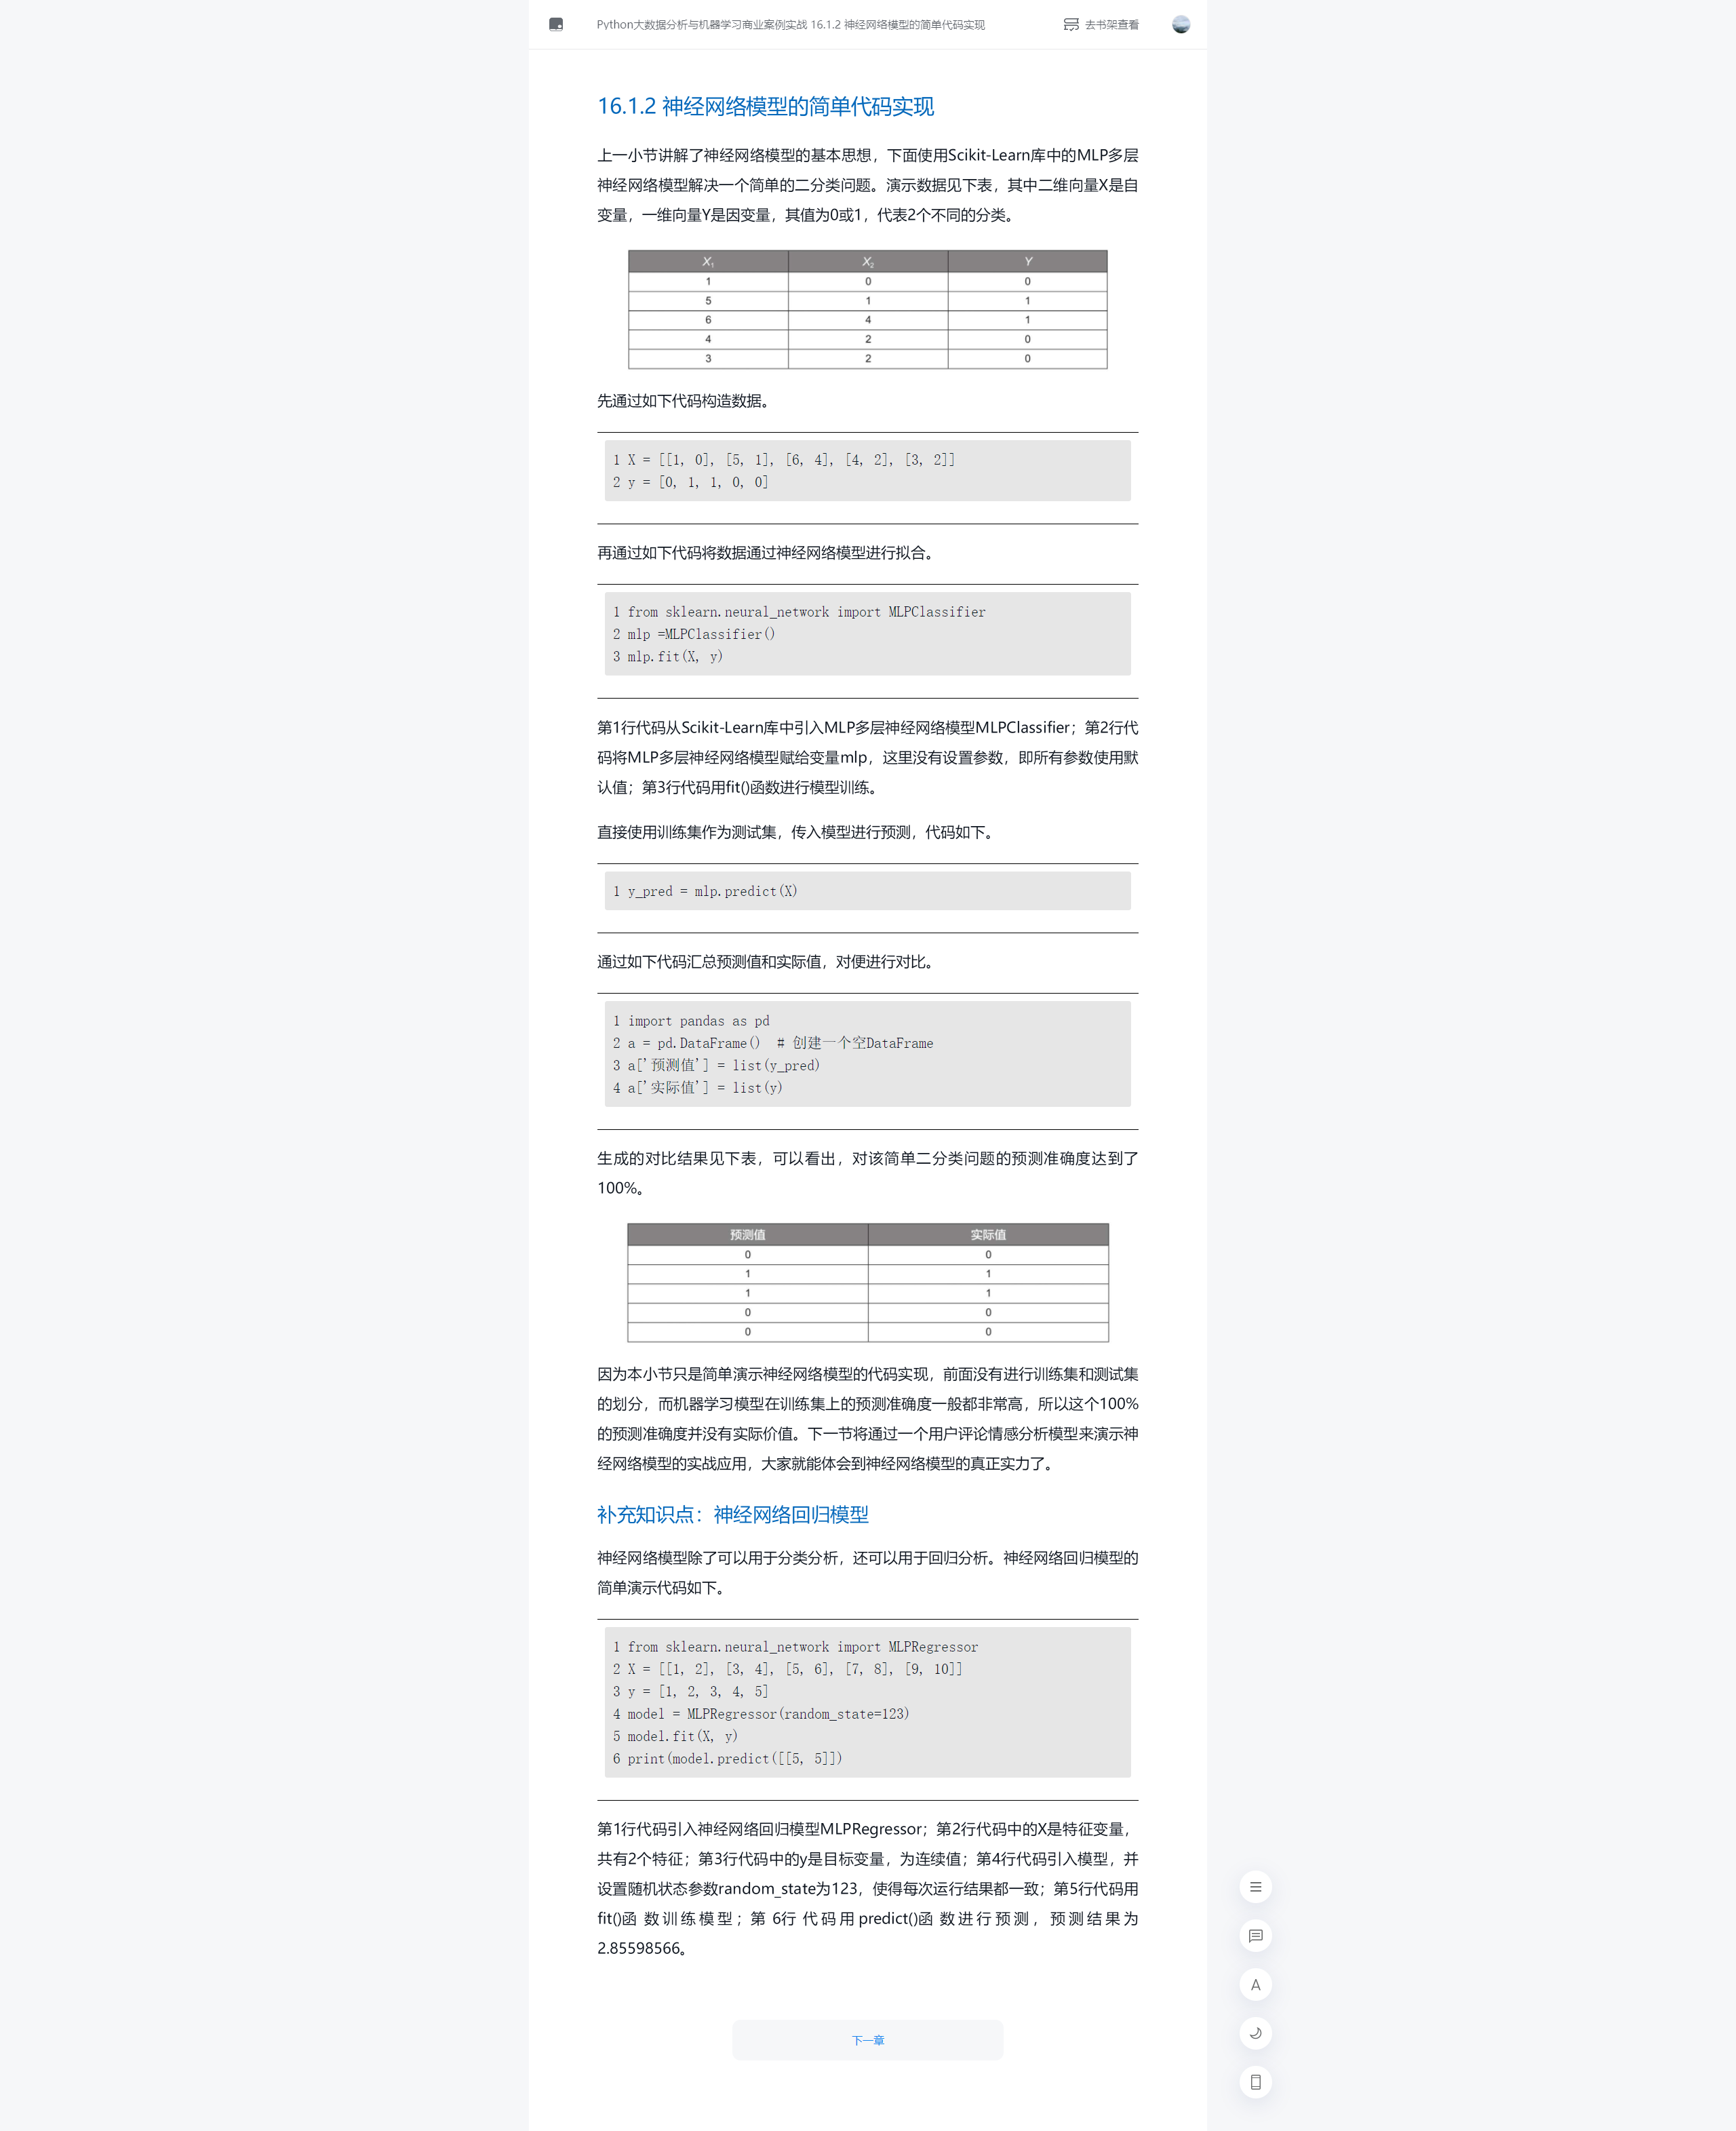 Python大数据分析与机器学习商业案例实战 16.1.2 神经网络模型的简单代码实现
去书架查看
16.1.2 神经网络模型的简单代码实现
上一小节讲解了神经网络模型的基本思想，下面使用Scikit-Learn库中的MLP多层
神经网络模型解决一个简单的二分类问题。演示数据见下表，其中二维向量X是自
变量，一维向量Y是因变量，其值为0或1，代表2个不同的分类。
X₁ X₂ Y
1 0 0
5 1 1
6 4 1
4 2 0
3 2 0
先通过如下代码构造数据。
1 X = [[1, 0], [5, 1], [6, 4], [4, 2], [3, 2]]
2 y = [0, 1, 1, 0, 0]
再通过如下代码将数据通过神经网络模型进行拟合。
1 from sklearn.neural_network import MLPClassifier
2 mlp =MLPClassifier()
3 mlp.fit(X, y)
第1行代码从Scikit-Learn库中引入MLP多层神经网络模型MLPClassifier；第2行代
码将MLP多层神经网络模型赋给变量mlp，这里没有设置参数，即所有参数使用默
认值；第3行代码用fit()函数进行模型训练。
直接使用训练集作为测试集，传入模型进行预测，代码如下。
1 y_pred = mlp.predict(X)
通过如下代码汇总预测值和实际值，对便进行对比。
1 import pandas as pd
2 a = pd.DataFrame()  # 创建一个空DataFrame
3 a['预测值'] = list(y_pred)
4 a['实际值'] = list(y)
生成的对比结果见下表，可以看出，对该简单二分类问题的预测准确度达到了
100%。
预测值 实际值
0 0
1 1
1 1
0 0
0 0
因为本小节只是简单演示神经网络模型的代码实现，前面没有进行训练集和测试集
的划分，而机器学习模型在训练集上的预测准确度一般都非常高，所以这个100%
的预测准确度并没有实际价值。下一节将通过一个用户评论情感分析模型来演示神
经网络模型的实战应用，大家就能体会到神经网络模型的真正实力了。
补充知识点：神经网络回归模型
神经网络模型除了可以用于分类分析，还可以用于回归分析。神经网络回归模型的
简单演示代码如下。
1 from sklearn.neural_network import MLPRegressor
2 X = [[1, 2], [3, 4], [5, 6], [7, 8], [9, 10]]
3 y = [1, 2, 3, 4, 5]
4 model = MLPRegressor(random_state=123)
5 model.fit(X, y)
6 print(model.predict([[5, 5]])
第1行代码引入神经网络回归模型MLPRegressor；第2行代码中的X是特征变量，
共有2个特征；第3行代码中的y是目标变量，为连续值；第4行代码引入模型，并
设置随机状态参数random_state为123，使得每次运行结果都一致；第5行代码用
fit()函数训练模型；第6行代码用predict()函数进行预测，预测结果为
2.85598566。
A
下一章